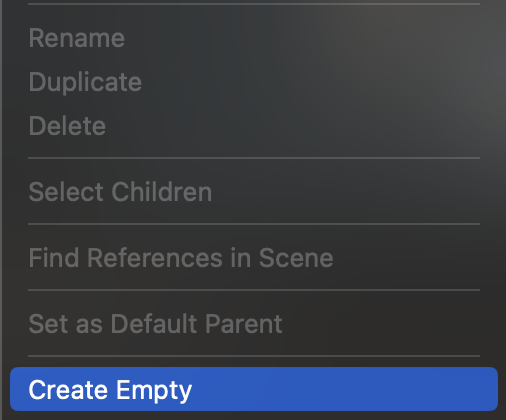 Rename
Duplicate
Delete
Select Children
Find References in Scene
Set as Default Parent
Create Empty